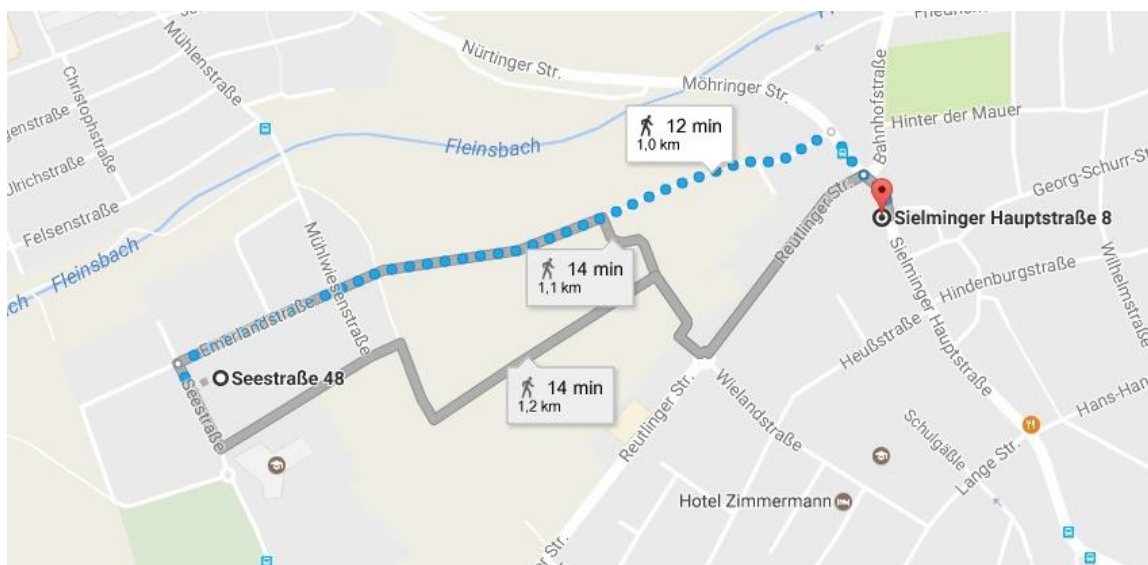 Mühlenstraße
Christophstraße
Ulrichstraße
Felsenstraße
Fleinsbach
Fleinsbach
Nürtinger Str.
Möhringer Str.
Bahnhofstraße
Hinter der Mauer
12 min
1,0 km
Georg-Schurr-St
Reutlinger Str.
Sielminger Hauptstraße 8
Mühlwiesenstraße
14 min
1,1 km
Wilhelmstraße
Hindenburgstraße
Sielminger Hauptstraße
Emerlandstraße
Heußstraße
Seestraße 48
Seestraße
14 min
1,2 km
Reutlinger Str.
Wielandstraße
Schulgäßle
Hans-Han
Lange Str.
Hotel Zimmermann